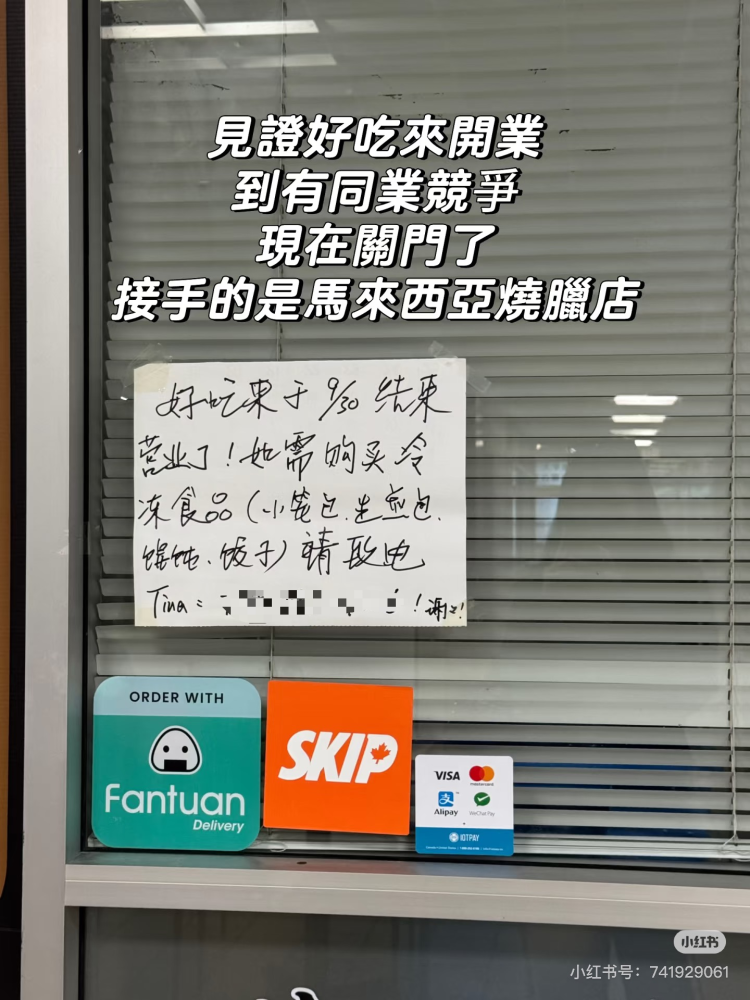 見證好吃來開業
到有同業競爭
現在關門了
接手的是馬來西亞燒臘店
好吃来于9/30结束
营业了！如需购买冷
冻食品（小笼包、生煎包、
馄饨、饺子）請致电
Tina：！谢谢！
ORDER WITH
Fantuan
Delivery
SKIP
VISA
mastercard
Alipay
WeChat Pay
IOTPAY
小红书
小红书号：741929061